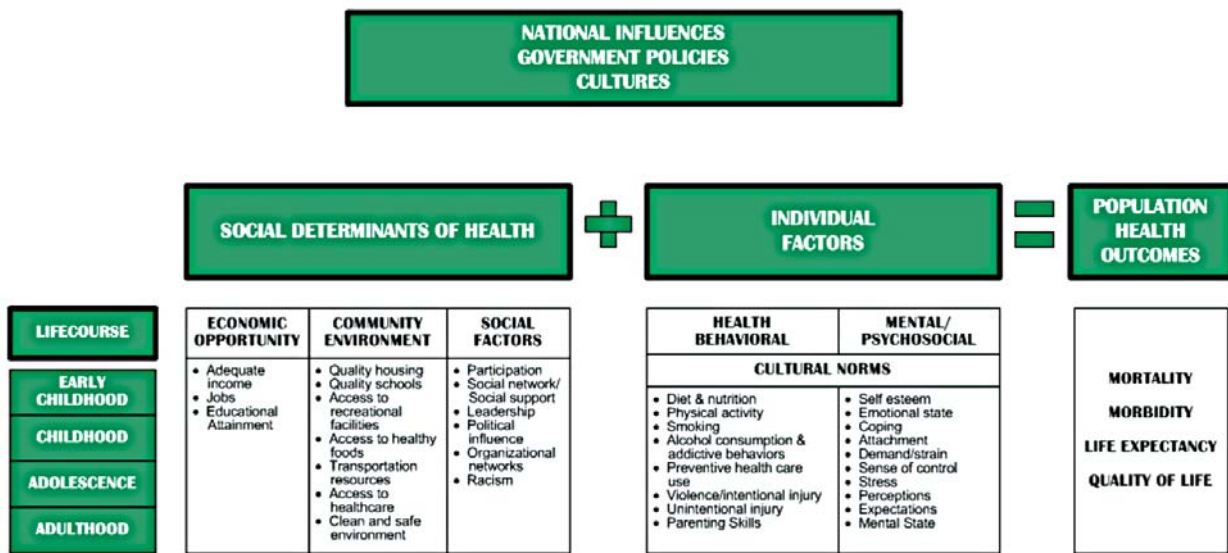 NATIONAL INFLUENCES
GOVERNMENT POLICIES
CULTURES
SOCIAL DETERMINANTS OF HEALTH
INDIVIDUAL
FACTORS
POPULATION
HEALTH
OUTCOMES
LIFECOURSE
EARLY
CHILDHOOD
CHILDHOOD
ADOLESCENCE
ADULTHOOD
ECONOMIC
OPPORTUNITY
• Adequate
income
• Jobs
• Educational
Attainment
COMMUNITY
ENVIRONMENT
• Quality housing
• Quality schools
• Access to
recreational
facilities
• Access to healthy
foods
• Transportation
resources
• Access to
healthcare
• Clean and safe
environment
SOCIAL
FACTORS
• Participation
• Social network/
Social support
• Leadership
• Political
influence
• Organizational
networks
• Racism
HEALTH
BEHAVIORAL
MENTAL/
PSYCHOSOCIAL
CULTURAL NORMS
• Diet & nutrition
• Physical activity
• Smoking
• Alcohol consumption &
addictive behaviors
• Preventive health care
use
• Violence/intentional injury
• Unintentional injury
• Parenting Skills
• Self esteem
• Emotional state
• Coping
• Attachment
• Demand/strain
• Sense of control
• Stress
• Perceptions
• Expectations
• Mental State
MORTALITY
MORBIDITY
LIFE EXPECTANCY
QUALITY OF LIFE